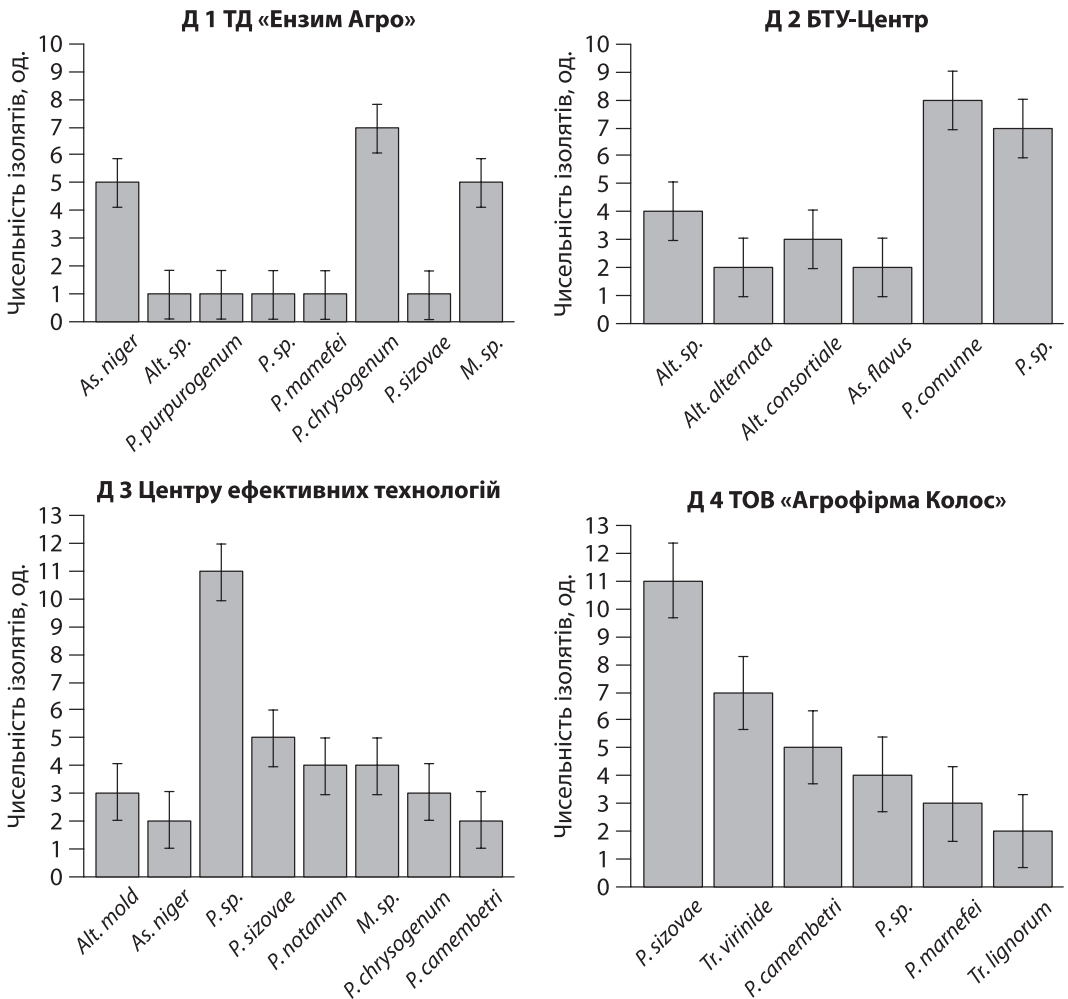 Д 1 ТД «Ензим Агро»
Чисельність ізолятів, од.
10
9
8
7
6
5
4
3
2
1
0
As. niger
Alt. sp.
P. purpurogenum
P. sp.
P. mamefei
P. chrysogenum
P. sizovae
M. sp.
Д 2 БТУ-Центр
Чисельність ізолятів, од.
10
9
8
7
6
5
4
3
2
1
0
Alt. sp.
Alt. alternata
Alt. consortiale
As. flavus
P. comunne
P. sp.
Д 3 Центру ефективних технологій
Чисельність ізолятів, од.
13
12
11
10
9
8
7
6
5
4
3
2
1
0
Alt. mold
As. niger
P. sp.
P. sizovae
P. notanum
M. sp.
P. chrysogenum
P. camembetri
Д 4 ТОВ «Агрофірма Колос»
Чисельність ізолятів, од.
13
12
11
10
9
8
7
6
5
4
3
2
1
0
P. sizovae
Tr. virinide
P. camembetri
P. sp.
P. marnefei
Tr. lignorum